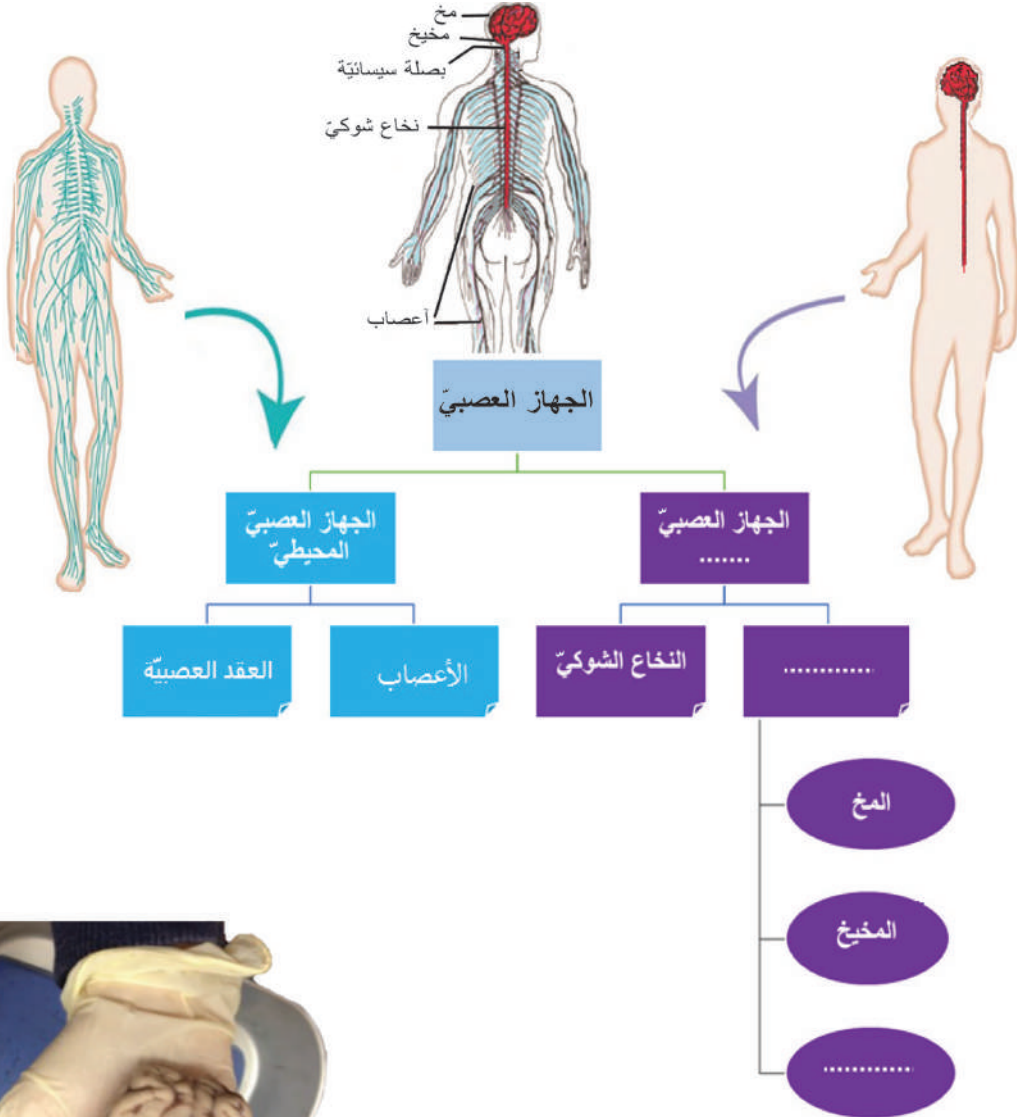 مخ
مخيخ
بصلة سيسائيّة
نخاع شوكيّ
آعصاب
الجهاز العصبيّ
الجهاز العصبيّ
.......
الجهاز العصبيّ
المحيطيّ
............
النخاع الشوكيّ
الأعصاب
العقد العصبيّة
المخ
المخيخ
............